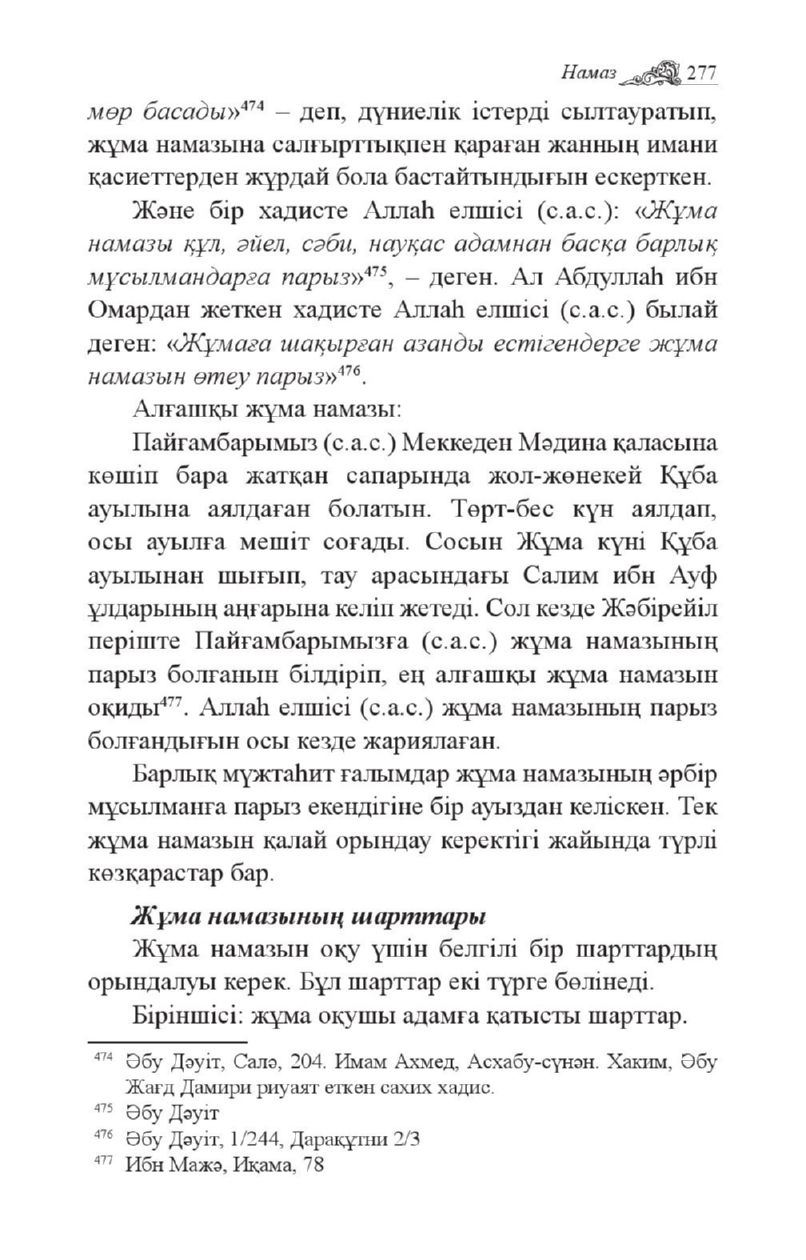 Намаз 277
мөр басады»474 – деп, дүниелік істерді сылтауратып,
жұма намазына салғырттықпен қараған жанның имани
қасиеттерден жұрдай бола бастайтындығын ескерткен.
Және бір хадисте Аллаһ елшісі (с.а.с.): «Жұма
намазы құл, әйел, сәби, науқас адамнан басқа барлық
мұсылмандарға парыз»475, – деген. Ал Абдуллаһ ибн
Омардан жеткен хадисте Аллаһ елшісі (с.а.с.) былай
деген: «Жұмаға шақырған азанды естігендерге жұма
намазын өтеу парыз»476.
Алғашқы жұма намазы:
Пайғамбарымыз (с.а.с.) Меккеден Мәдина қаласына
көшіп бара жатқан сапарында жол-жөнекей Құба
ауылына аялдаған болатын. Төрт-бес күн аялдап,
осы ауылға мешіт соғады. Сосын Жұма күні Құба
ауылынан шығып, тау арасындағы Салим ибн Ауф
ұлдарының аңғарына келіп жетеді. Сол кезде Жәбірейіл
періште Пайғамбарымызға (с.а.с.) жұма намазының
парыз болғанын білдіріп, ең алғашқы жұма намазын
оқиды477. Аллаһ елшісі (с.а.с.) жұма намазының парыз
болғандығын осы кезде жариялаған.
Барлық мүжтаһит ғалымдар жұма намазының әрбір
мұсылманға парыз екендігіне бір ауыздан келіскен. Тек
жұма намазын қалай орындау керектігі жайында түрлі
көзқарастар бар.
Жұма намазының шарттары
Жұма намазын оқу үшін белгілі бір шарттардың
орындалуы керек. Бұл шарттар екі түрге бөлінеді.
Біріншісі: жұма оқушы адамға қатысты шарттар.
474 Әбу Дәуіт, Салә, 204. Имам Ахмед, Асхабу-сүнән. Хаким, Әбу
Жағд Дамири риуаят еткен сахих хадис.
475 Әбу Дәуіт
476 Әбу Дәуіт, 1/244, Дарақұтни 2/3
477 Ибн Мажә, Иқама, 78